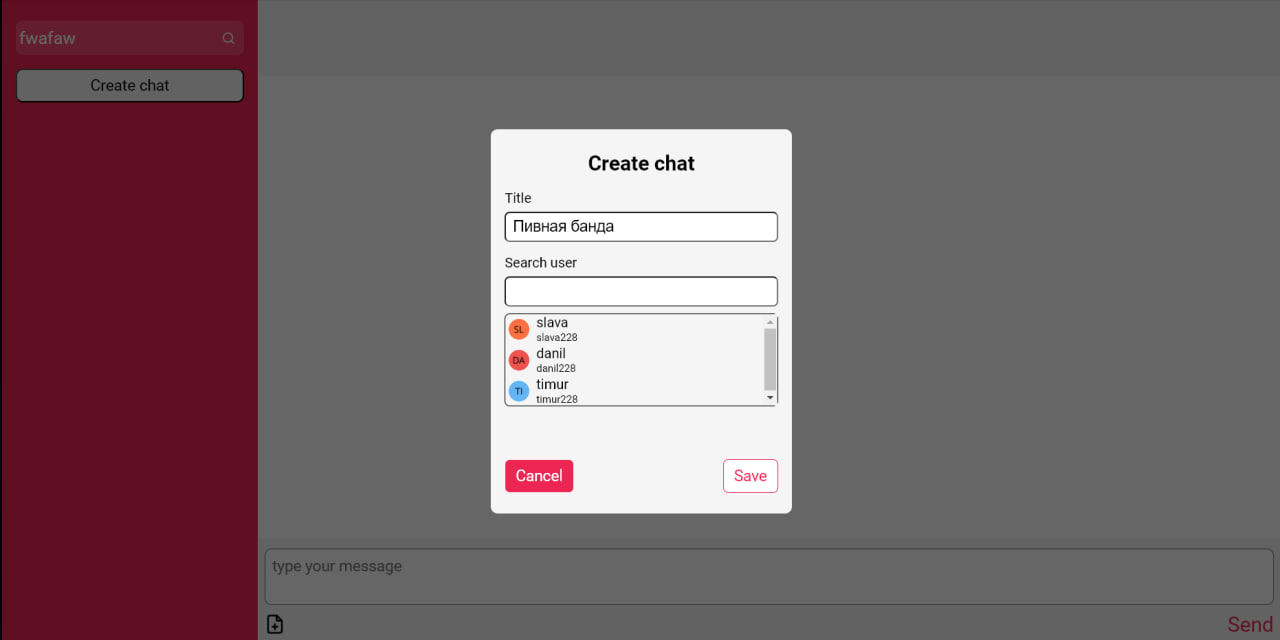 fwafaw
Create chat
Create chat
Title
Пивная банда
Search user
SL
slava
slava228
DA
danil
danil228
TI
timur
timur228
Cancel
Save
type your message
Send